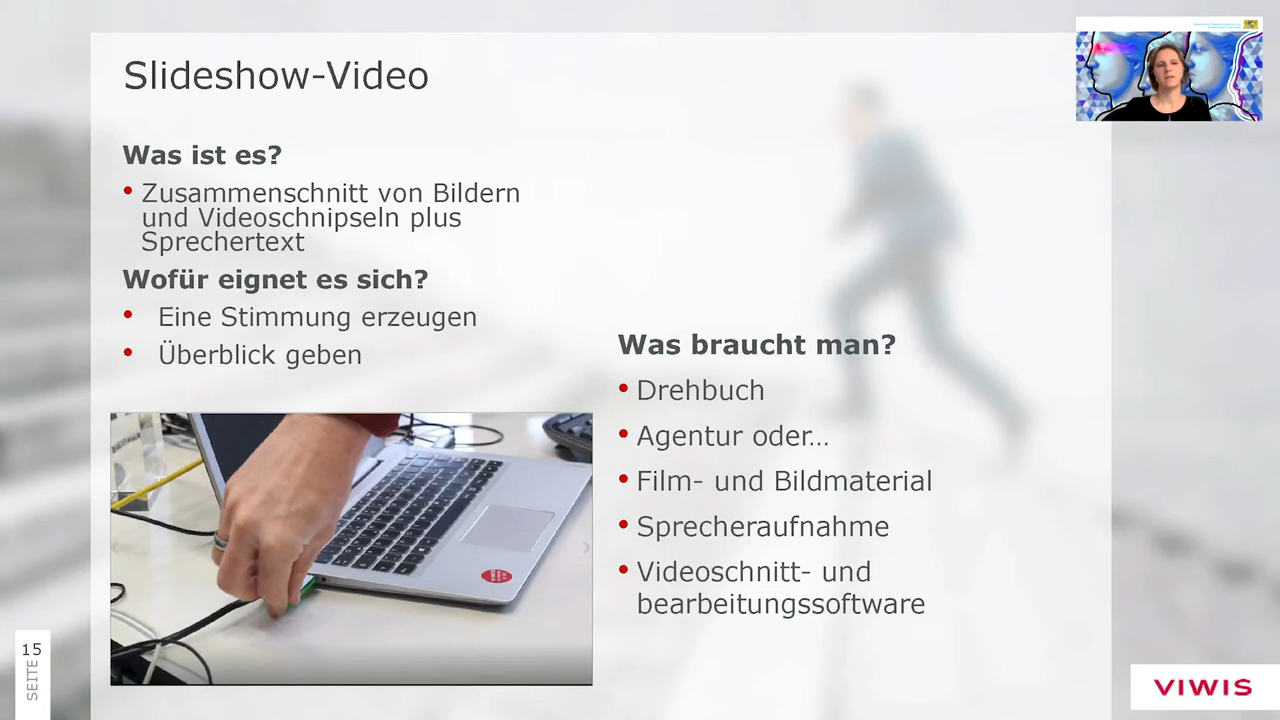 Slideshow-Video
Was ist es?
• Zusammenschnitt von Bildern
und Videoschnipseln plus
Sprechertext
Wofür eignet es sich?
• Eine Stimmung erzeugen
• Überblick geben
Was braucht man?
• Drehbuch
• Agentur oder...
• Film- und Bildmaterial
• Sprecheraufnahme
• Videoschnitt- und
bearbeitungssoftware
15
SEITE
VIWIS